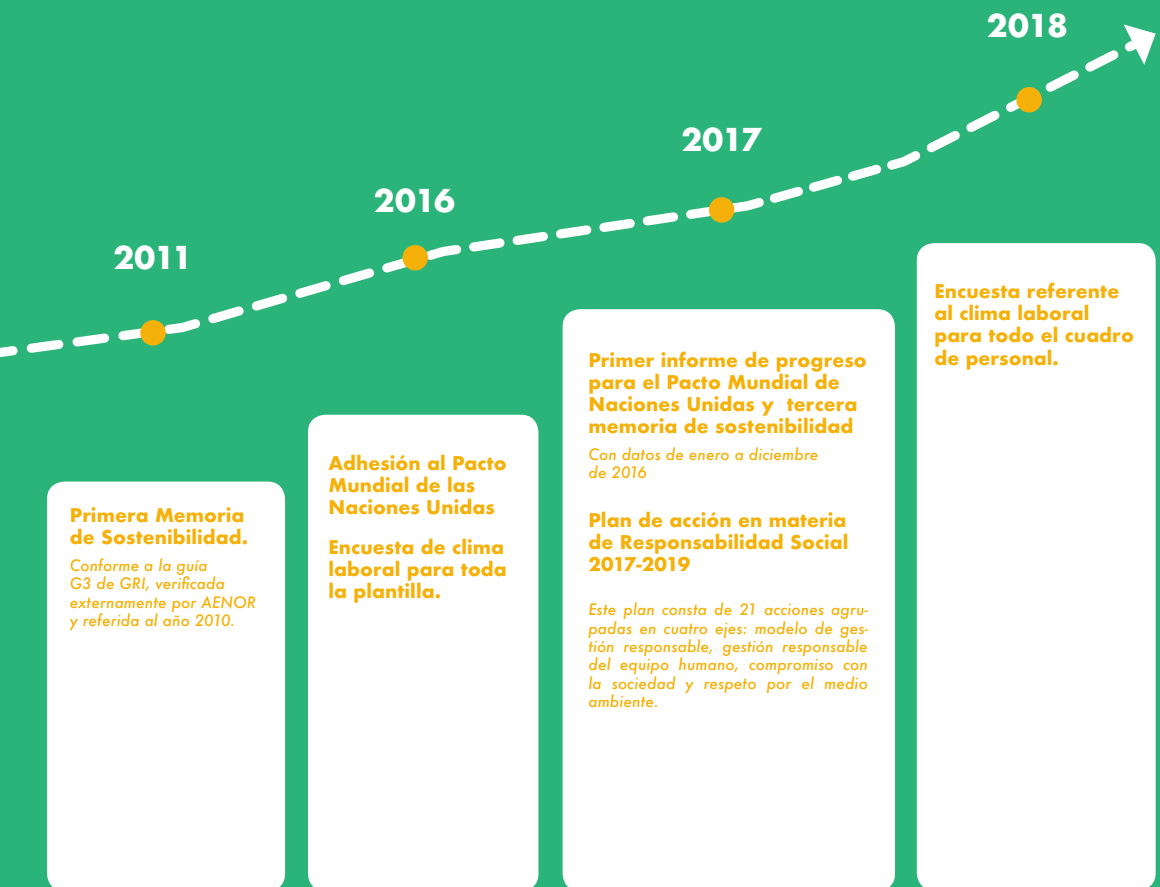 2011
Primera Memoria
de Sostenibilidad.
Conforme a la guía
G3 de GRI, verificada
externamente por AENOR
y referida al año 2010.
2016
Adhesión al Pacto
Mundial de las
Naciones Unidas
Encuesta de clima
laboral para toda
la plantilla.
2017
Primer informe de progreso
para el Pacto Mundial de
Naciones Unidas y  tercera
memoria de sostenibilidad
Con datos de enero a diciembre
de 2016
Plan de acción en materia
de Responsabilidad Social
2017-2019
Este plan consta de 21 acciones agru-
padas en cuatro ejes: modelo de ges-
tión responsable, gestión responsable
del equipo humano, compromiso con
la sociedad y respeto por el medio
ambiente.
2018
Encuesta referente
al clima laboral
para todo el cuadro
de personal.